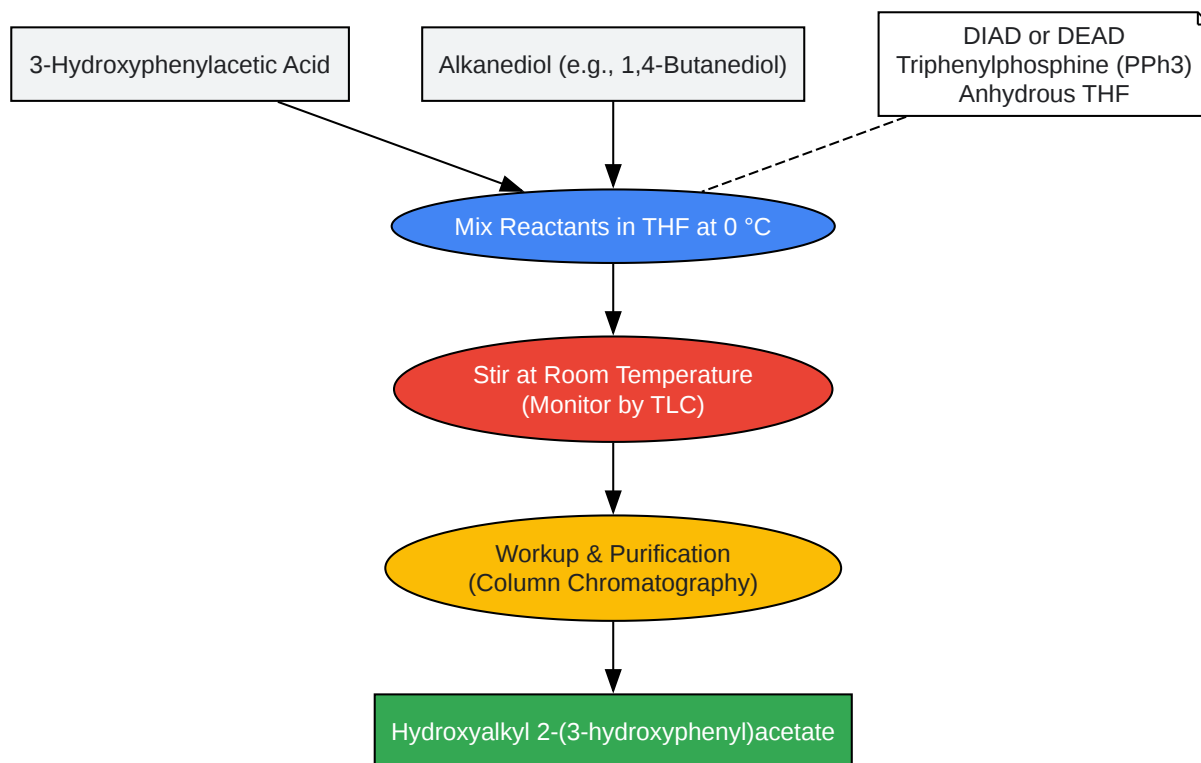 3-Hydroxyphenylacetic Acid
Alkanediol (e.g., 1,4-Butanediol)
DIAD or DEAD
Triphenylphosphine (PPh3)
Anhydrous THF
Mix Reactants in THF at 0 °C
Stir at Room Temperature
(Monitor by TLC)
Workup & Purification
(Column Chromatography)
Hydroxyalkyl 2-(3-hydroxyphenyl)acetate